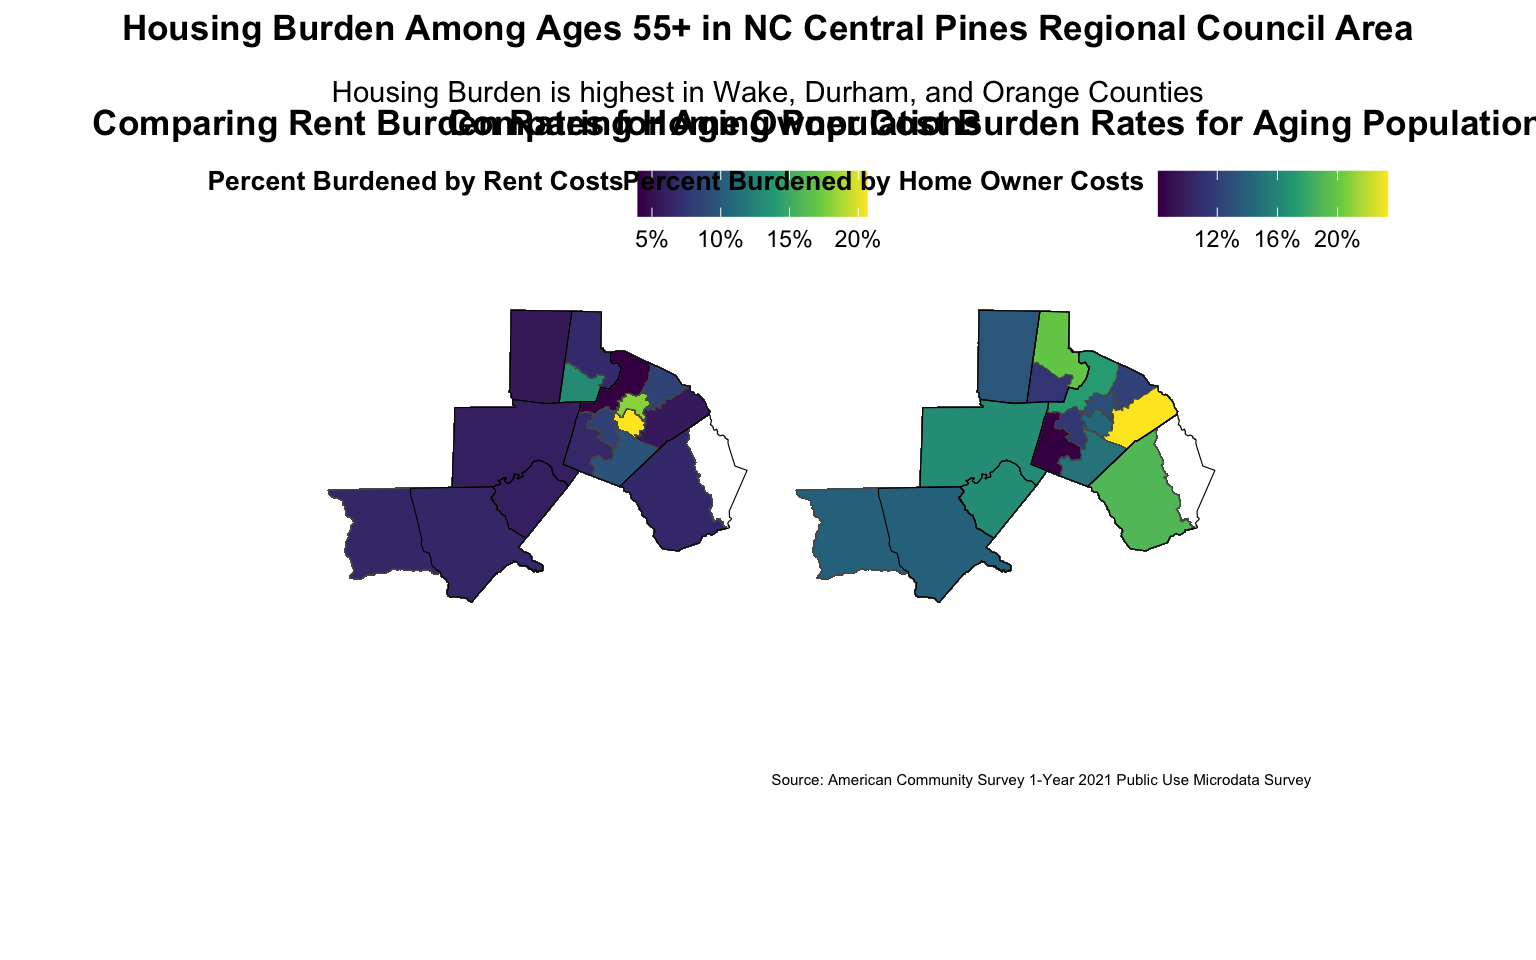 Housing Burden Among Ages 55+ in NC Central Pines Regional Council Area
Housing Burden is highest in Wake, Durham, and Orange Counties
Comparing Rent Burden Rates for Aging Populations
Comparing Home Owner Cost Burden Rates for Aging Population
Percent Burdened by Rent Costs
5% 10% 15% 20%
Percent Burdened by Home Owner Costs
12% 16% 20%
Source: American Community Survey 1-Year 2021 Public Use Microdata Survey